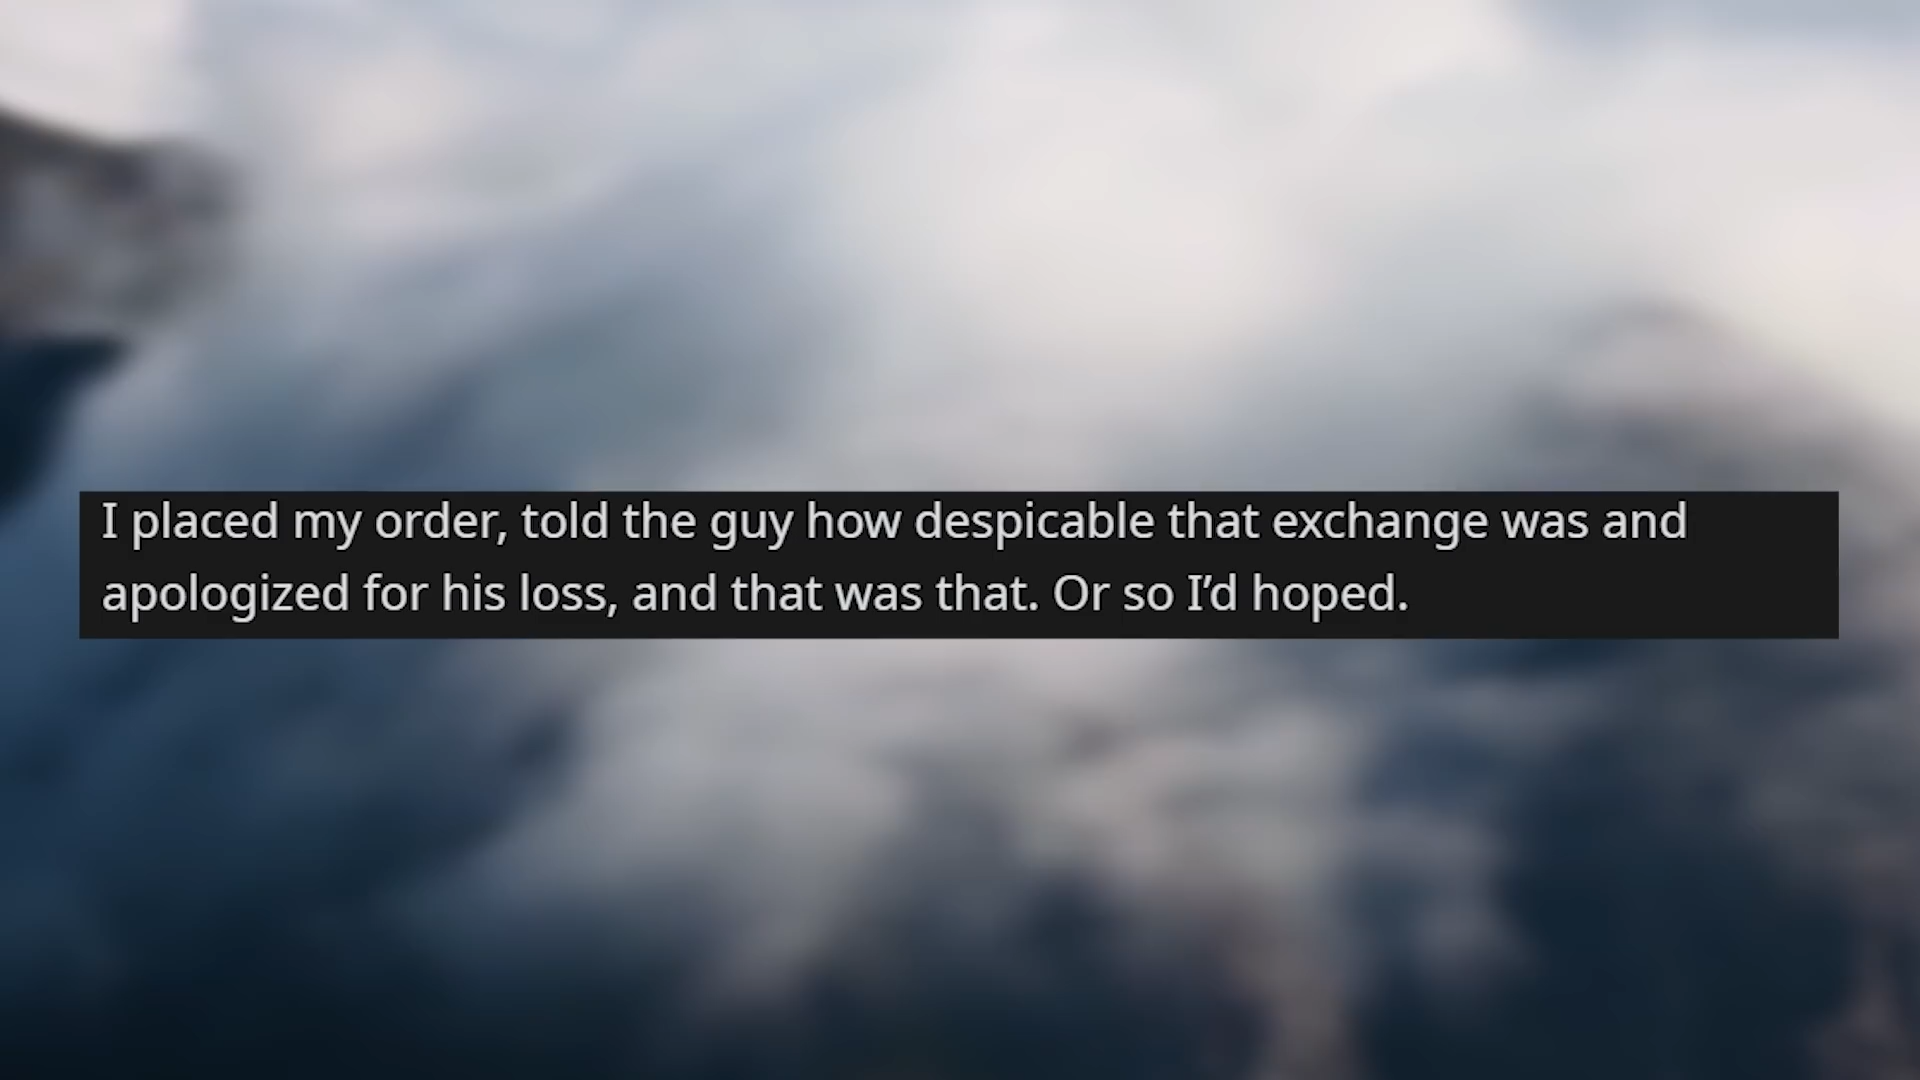 I placed my order, told the guy how despicable that exchange was and
apologized for his loss, and that was that. Or so I’d hoped.